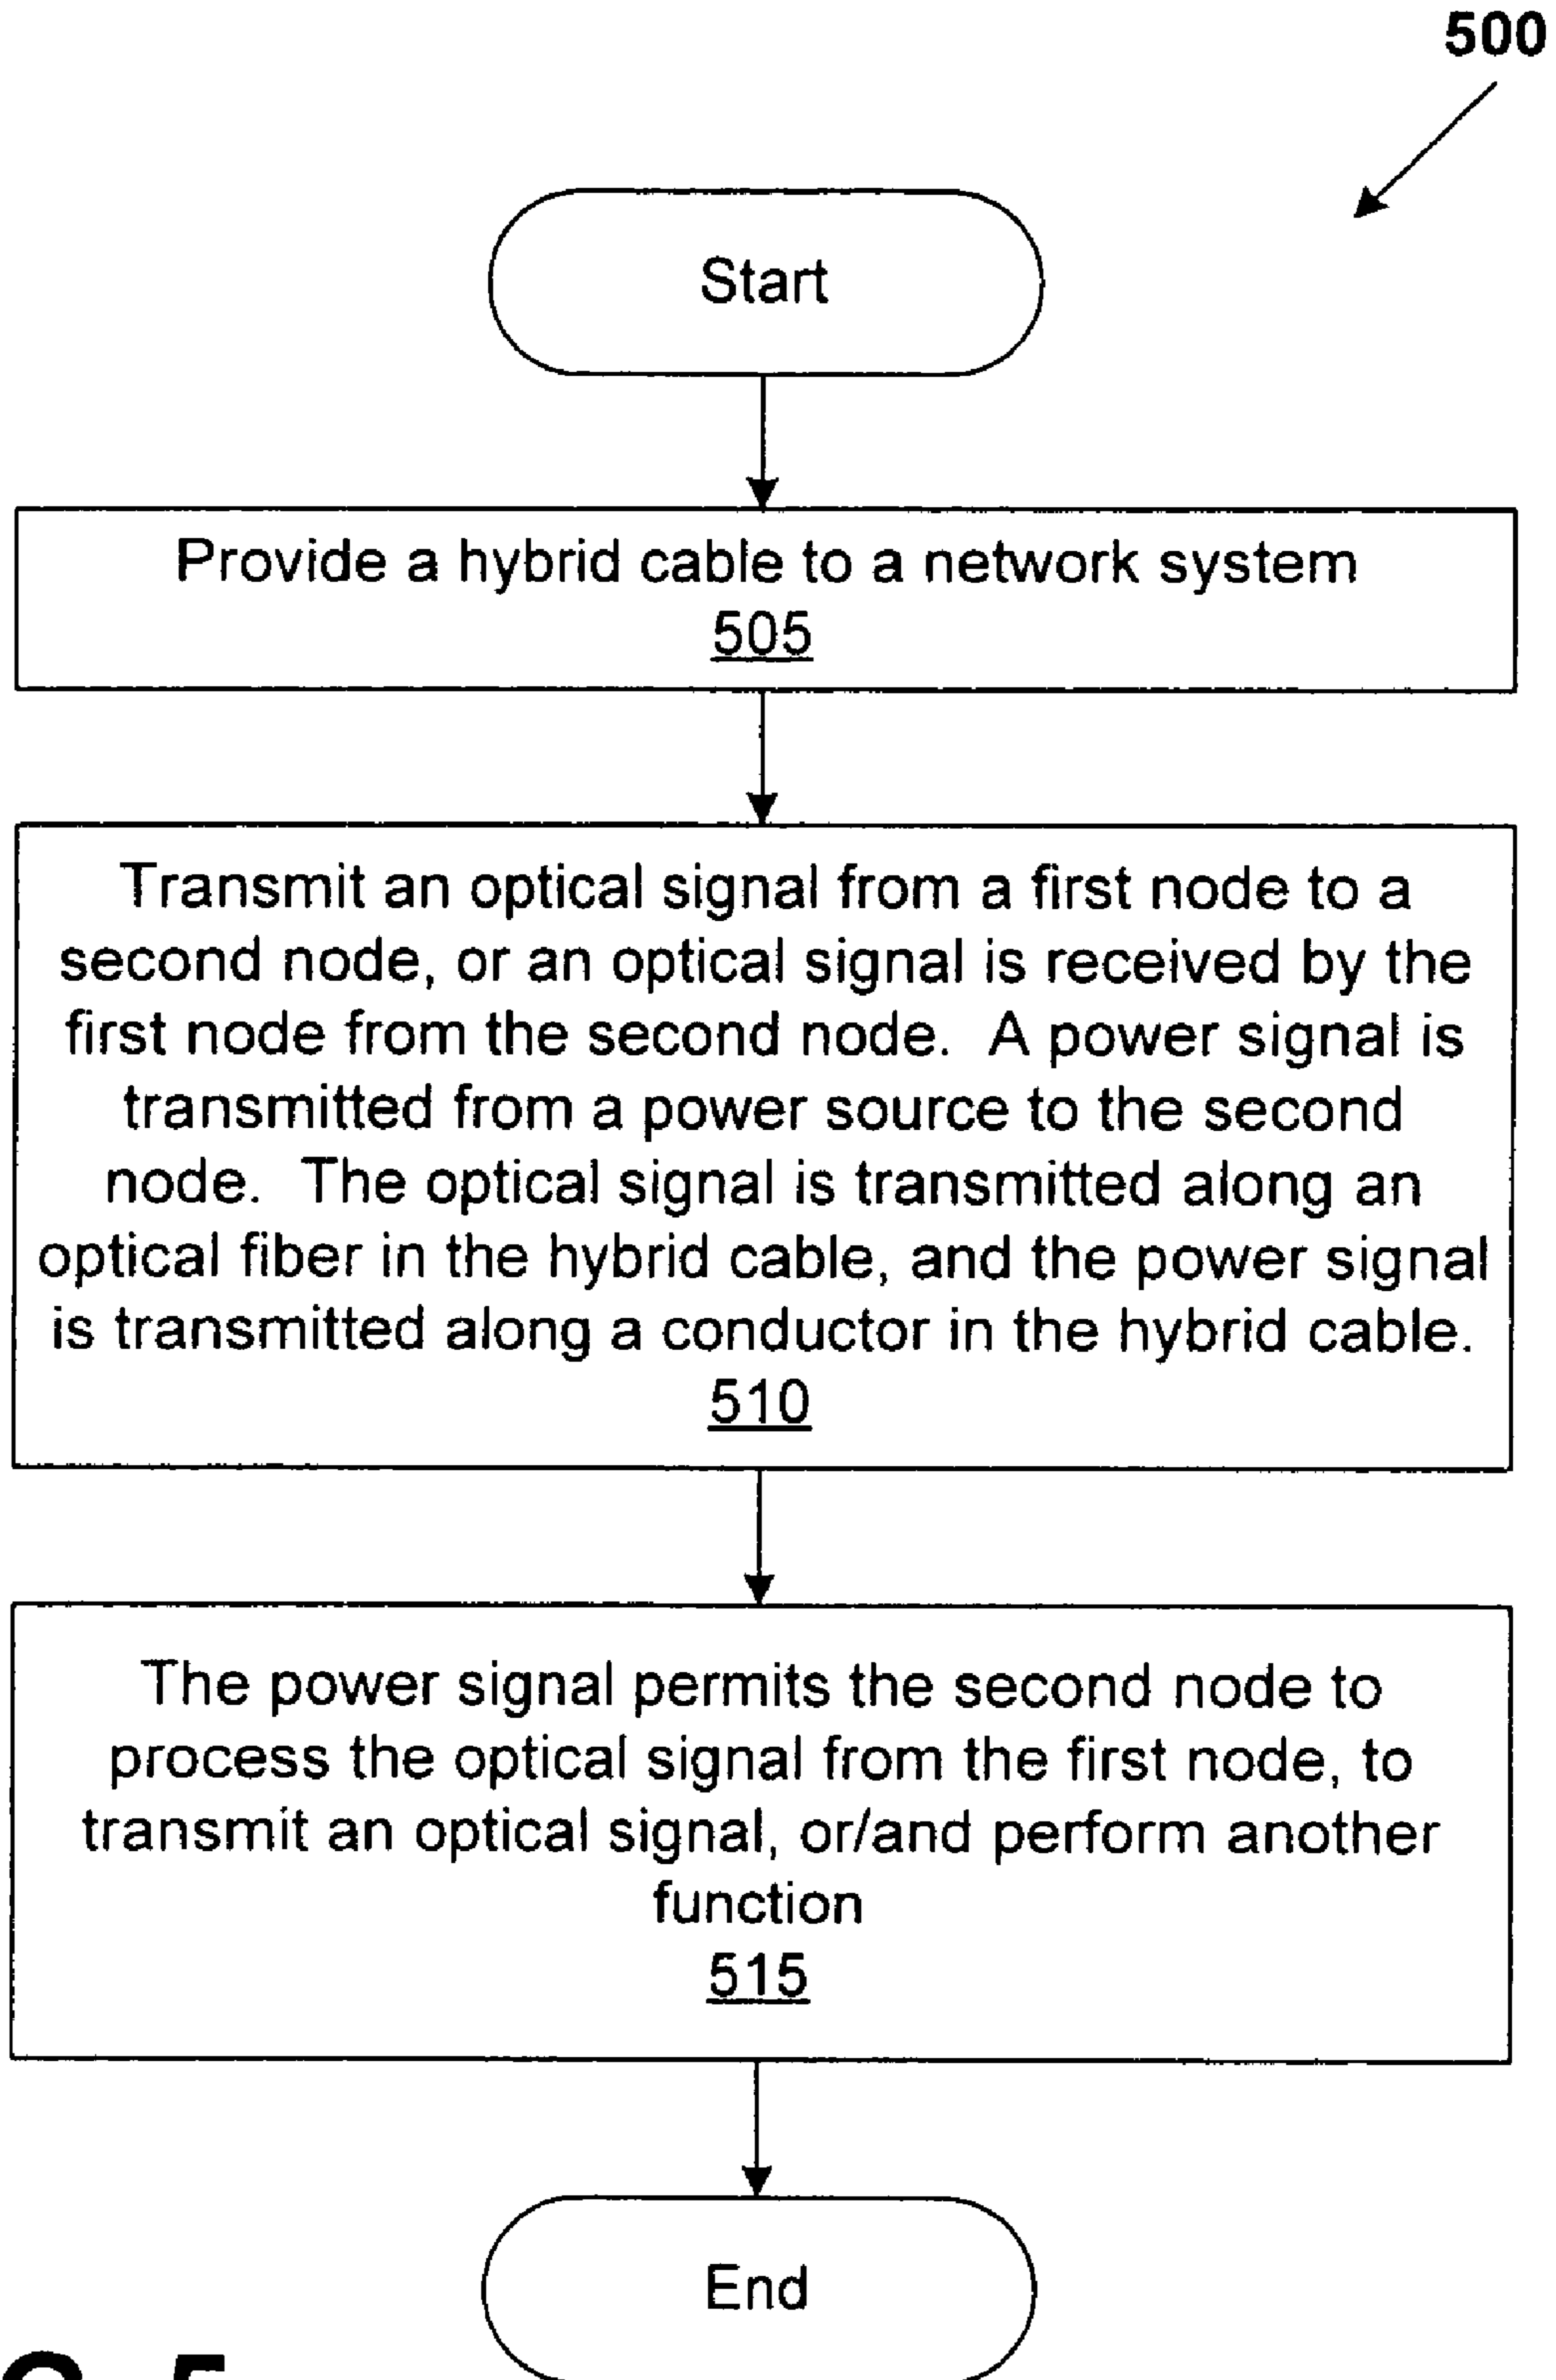 500
Start
Provide a hybrid cable to a network system
505
Transmit an optical signal from a first node to a
second node, or an optical signal is received by the
first node from the second node.  A power signal is
transmitted from a power source to the second
node.  The optical signal is transmitted along an
optical fiber in the hybrid cable, and the power signal
is transmitted along a conductor in the hybrid cable.
510
The power signal permits the second node to
process the optical signal from the first node, to
transmit an optical signal, or/and perform another
function
515
End